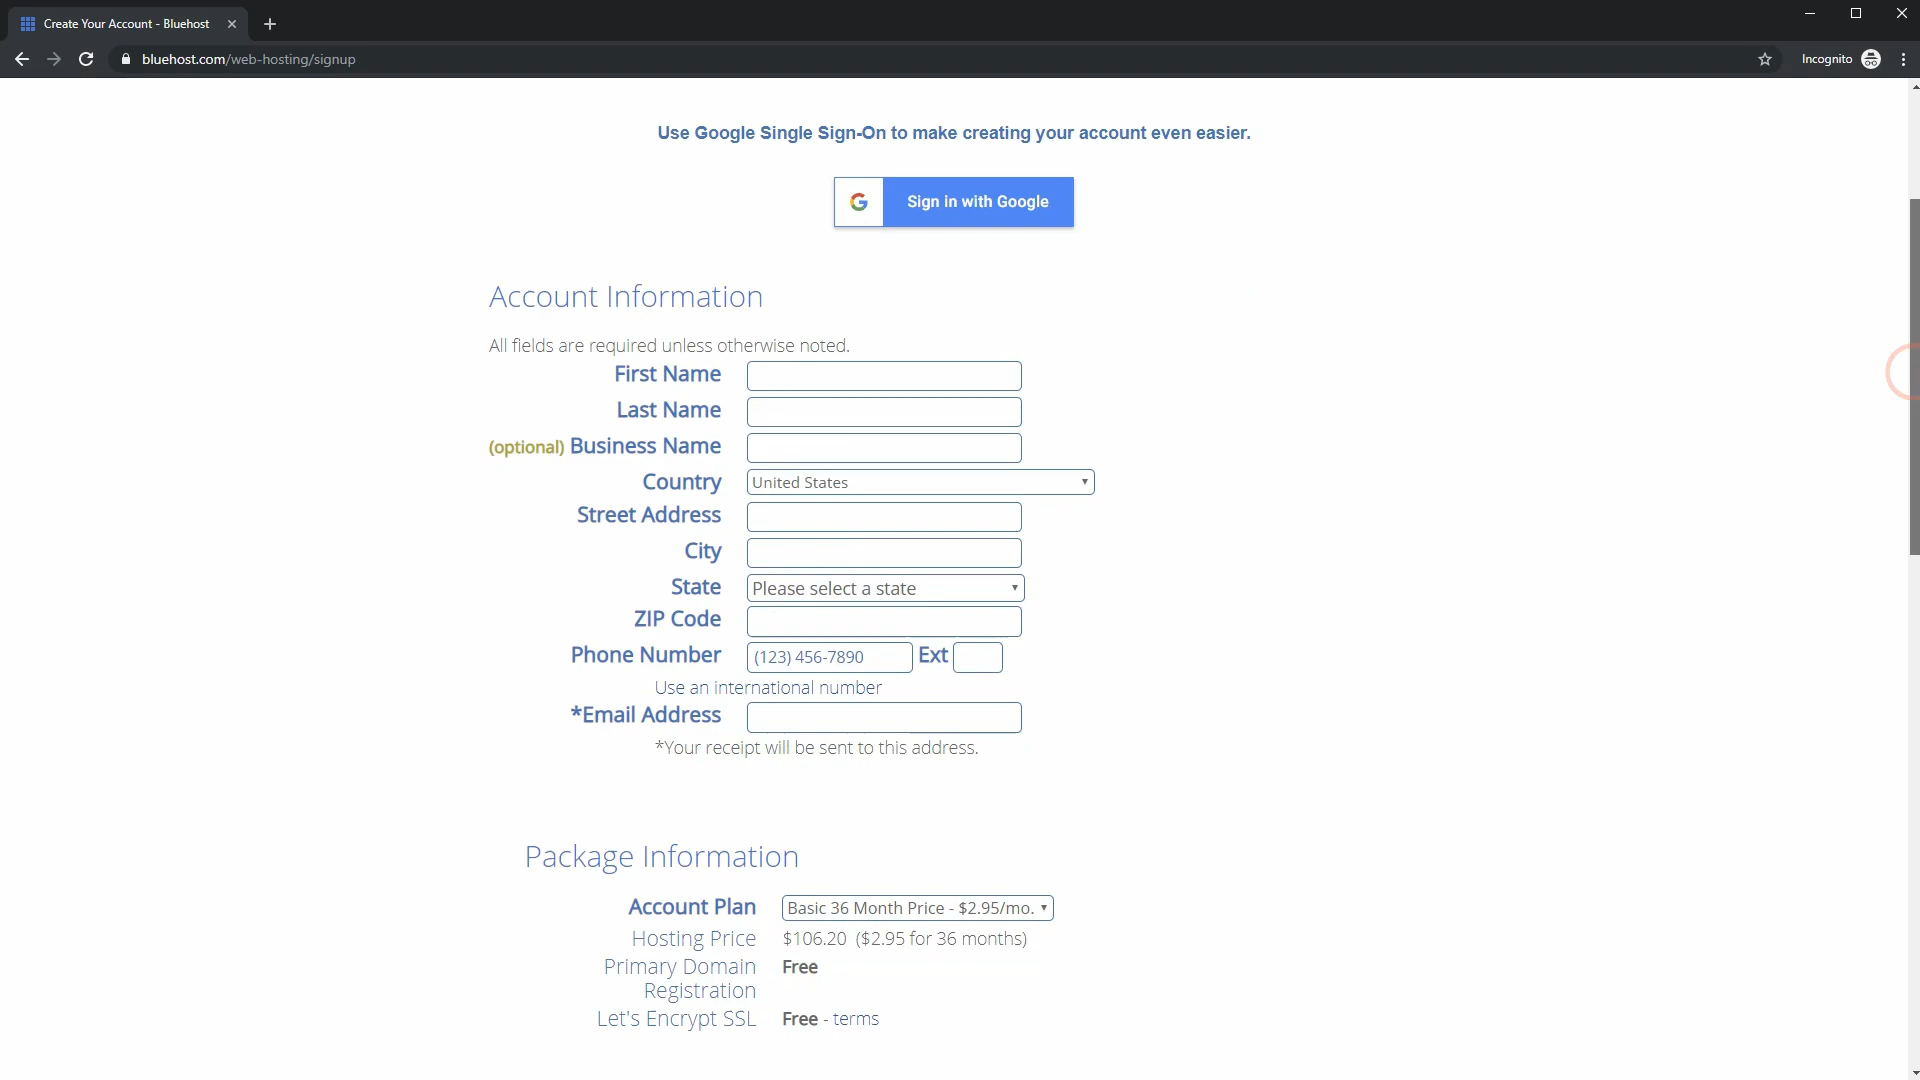 Create Your Account - Bluehost
bluehost.com/web-hosting/signup
Incognito
Use Google Single Sign-On to make creating your account even easier.
G Sign in with Google
Account Information
All fields are required unless otherwise noted.
First Name
Last Name
(optional) Business Name
Country United States
Street Address
City
State Please select a state
ZIP Code
Phone Number (123) 456-7890 Ext
Use an international number
*Email Address
*Your receipt will be sent to this address.
Package Information
Account Plan Basic 36 Month Price - $2.95/mo.
Hosting Price $106.20 ($2.95 for 36 months)
Primary Domain Free
Registration
Let's Encrypt SSL Free - terms